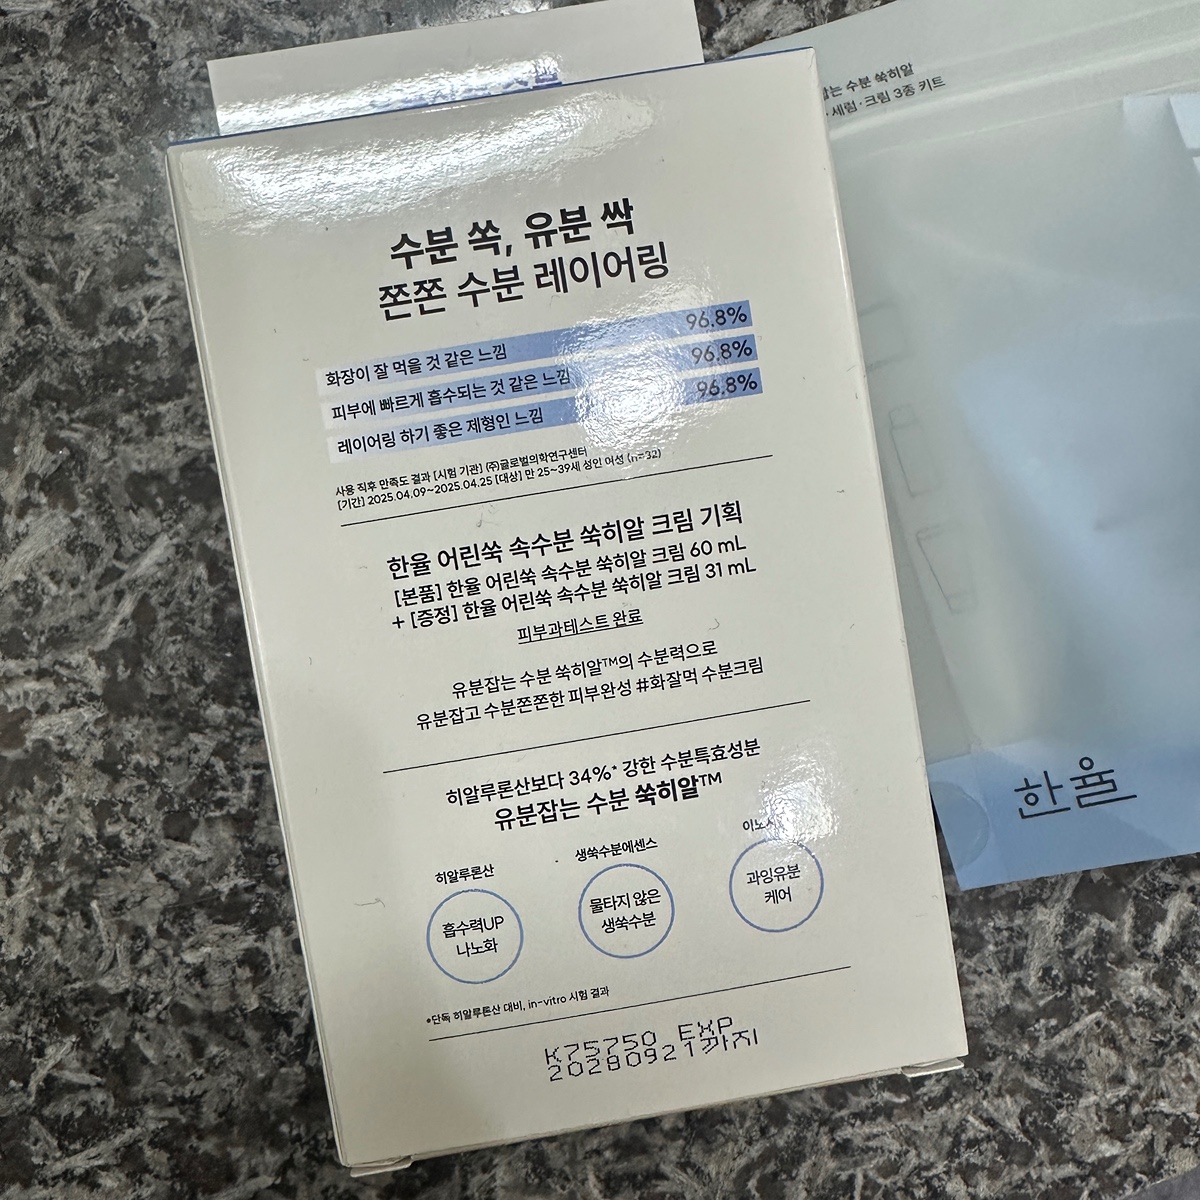 수분 쏙, 유분 싹
쫀쫀 수분 레이어링
화장이 잘 먹을 것 같은 느낌 96.8%
피부에 빠르게 흡수되는 것 같은 느낌 96.8%
레이어링 하기 좋은 제형인 느낌 96.8%
사용 직후 만족도 결과 [시험 기관] (주)글로벌의학연구센터
[기간] 2025.04.09~2025.04.25 [대상] 만 25~39세 성인 여성 (n=32)
한율 어린쑥 속수분 쑥히알 크림 기획
[본품] 한율 어린쑥 속수분 쑥히알 크림 60 mL
+ [증정] 한율 어린쑥 속수분 쑥히알 크림 31 mL
피부과테스트 완료
유분잡는 수분 쑥히알™의 수분력으로
유분잡고 수분쫀쫀한 피부완성 #화잘먹 수분크림
히알루론산보다 34%* 강한 수분특효성분
유분잡는 수분 쑥히알™
히알루론산
흡수력UP
나노화
생쑥수분에센스
물타지 않은
생쑥수분
과잉유분
케어
*단독 히알루론산 대비, in-vitro 시험 결과
K75750 EXP
20280921까지
수분 쑥히알
세럼·크림 3종 키트
한율